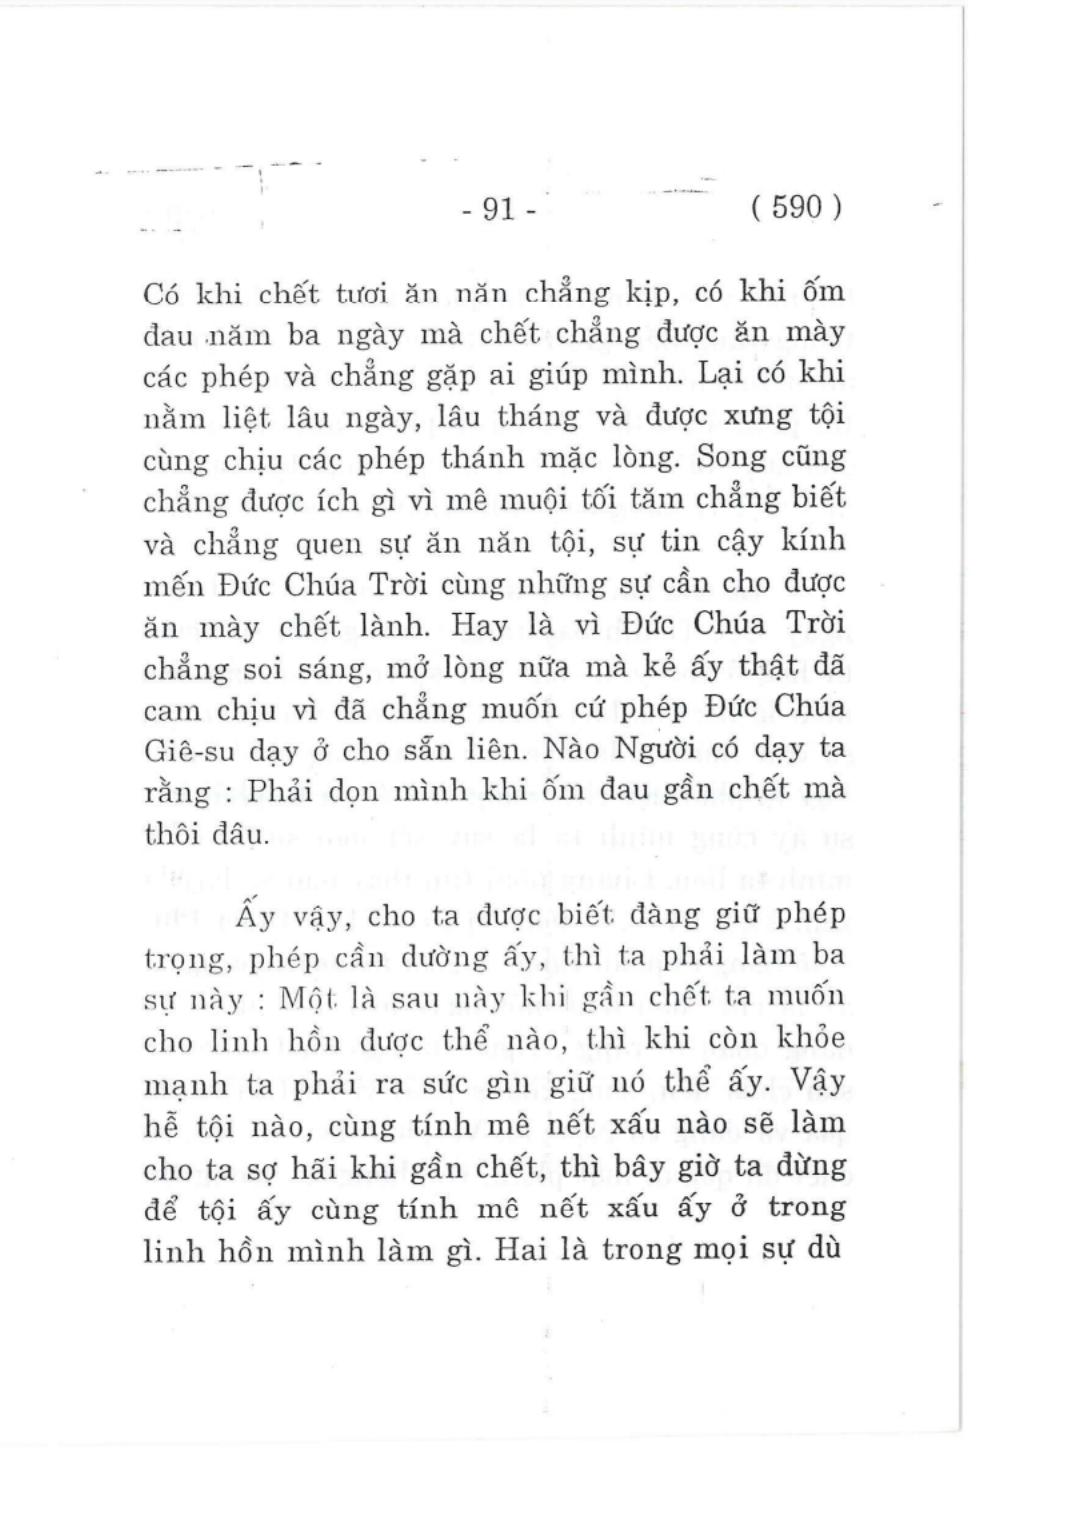 - 91 -
( 590 )
Có khi chết tươi ăn năn chẳng kịp, có khi ốm
đau năm ba ngày mà chết chẳng được ăn mày
các phép và chẳng gặp ai giúp mình. Lại có khi
nằm liệt lâu ngày, lâu tháng và được xưng tội
cùng chịu các phép thánh mặc lòng. Song cũng
chẳng được ích gì vì mê muội tối tăm chẳng biết
và chẳng quen sự ăn năn tội, sự tin cậy kính
mến Đức Chúa Trời cùng những sự cần cho được
ăn mày chết lành. Hay là vì Đức Chúa Trời
chẳng soi sáng, mở lòng nữa mà kẻ ấy thật đã
cam chịu vì đã chẳng muốn cứ phép Đức Chúa
Giê-su dạy ở cho sẵn liên. Nào Người có dạy ta
rằng : Phải dọn mình khi ốm đau gần chết mà
thôi đâu.
Ấy vậy, cho ta được biết đàng giữ phép
trọng, phép cần dường ấy, thì ta phải làm ba
sự này : Một là sau này khi gần chết ta muốn
cho linh hồn được thể nào, thì khi còn khỏe
mạnh ta phải ra sức gìn giữ nó thể ấy. Vậy
hễ tội nào, cùng tính mê nết xấu nào sẽ làm
cho ta sợ hãi khi gần chết, thì bây giờ ta đừng
để tội ấy cùng tính mê nết xấu ấy ở trong
linh hồn mình làm gì. Hai là trong mọi sự dù